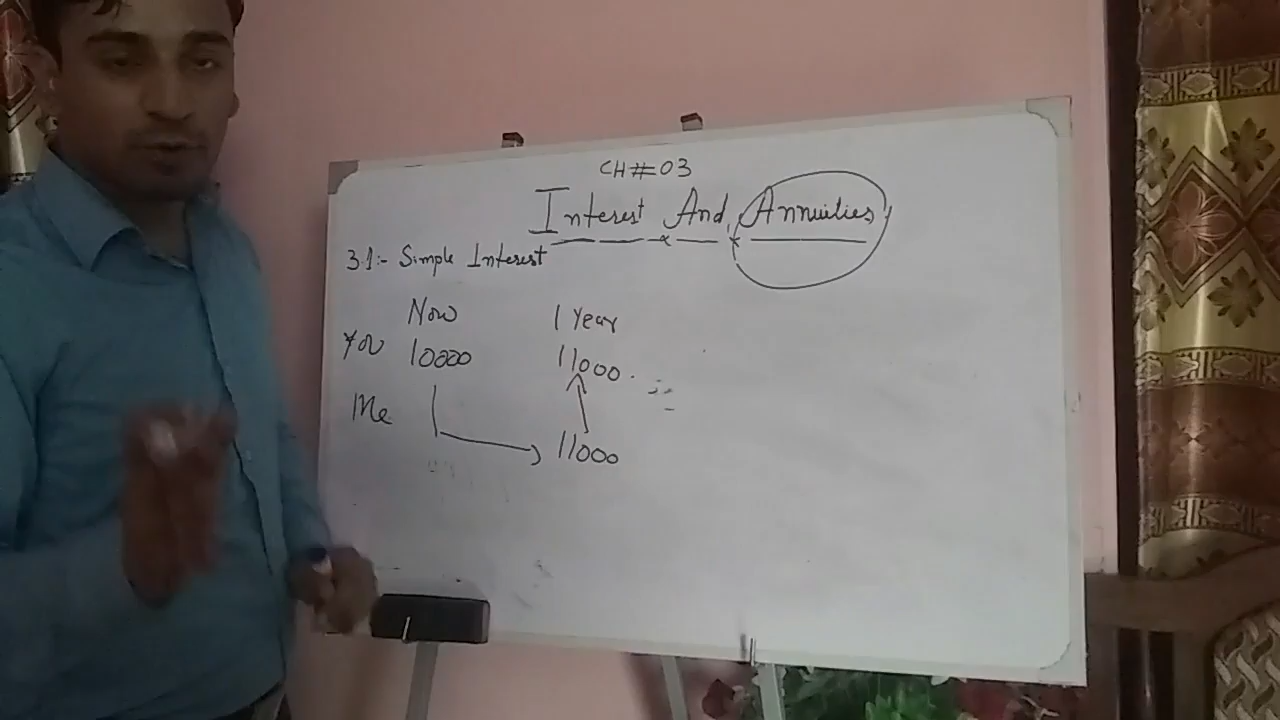 CH#03
Interest And Annuities
3.1:- Simple Interest
Now 1 Year
You 10000 11000.
Me
11000